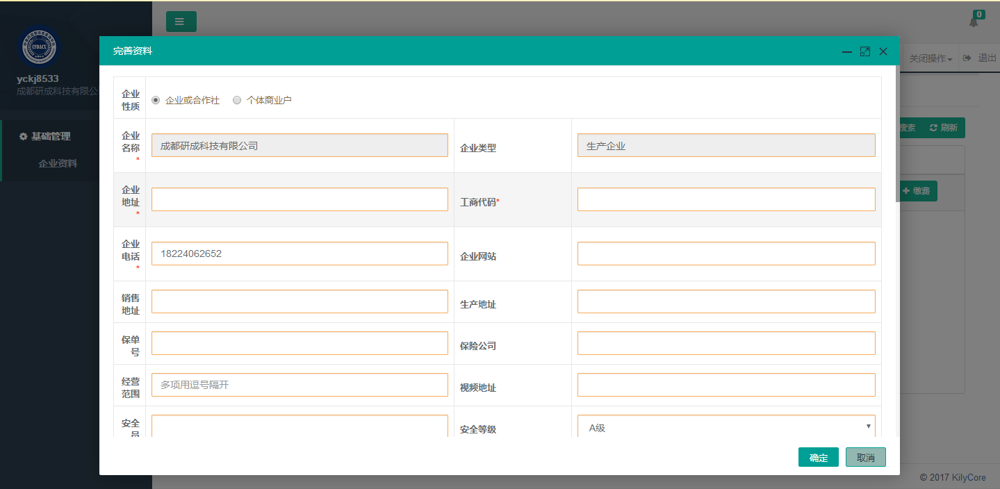 0
yckj8533
成都研成科技有限公
基础管理
企业资料
关闭操作
退出
搜索
刷新
缴费
完善资料
企业
性质
企业或合作社
个体商业户
企业
名称
*
成都研成科技有限公司
企业类型
生产企业
企业
地址
*
工商代码*
企业
电话
*
18224062652
企业网站
销售
地址
生产地址
保单
号
保险公司
经营
范围
多项用逗号隔开
视频地址
安全
员
安全等级
A级
确定
取消
© 2017 KilyCore